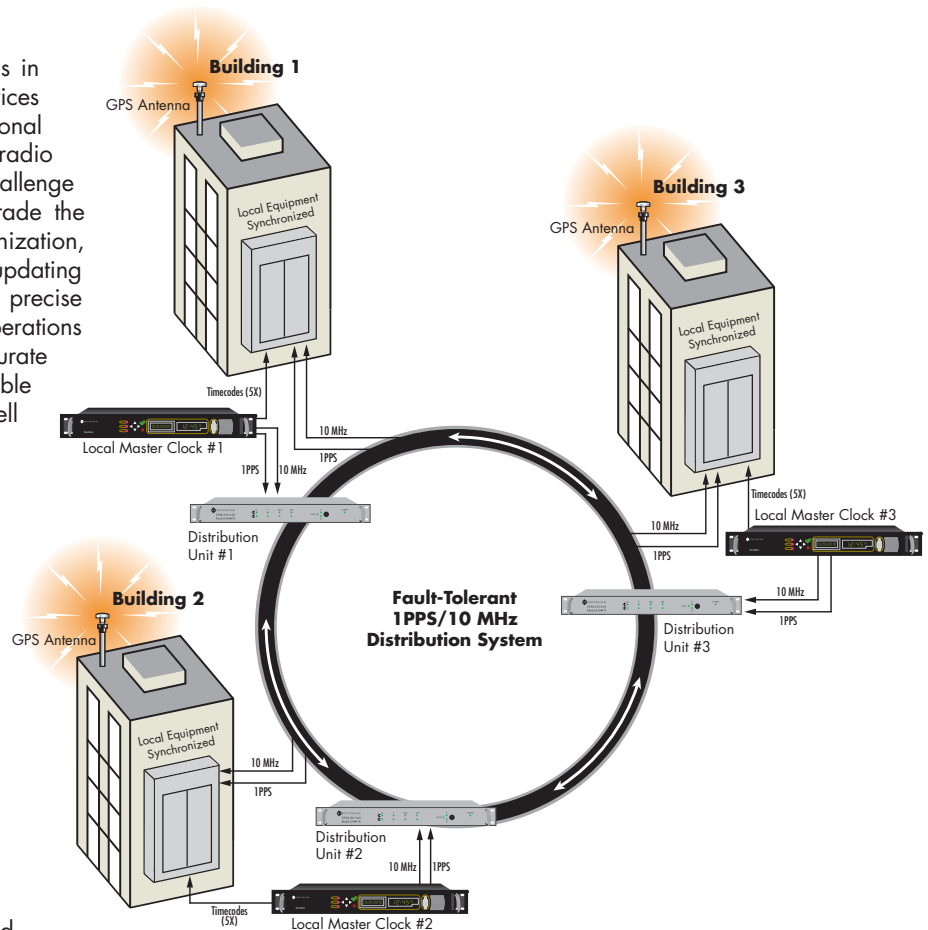 s in
ices
onal
radio
allenge
rade the
nization,
updating
precise
perations
urate
ble
ell
d
Building 1
GPS Antenna
Local Equipment
Synchronized
Timecodes (5X)
10 MHz
1PPS
Local Master Clock #1
1PPS
10 MHz
Distribution
Unit #1
Building 3
GPS Antenna
Local Equipment
Synchronized
Timecodes (5X)
Local Master Clock #3
10 MHz
1PPS
10 MHz
1PPS
Distribution
Unit #3
Fault-Tolerant
1PPS/10 MHz
Distribution System
Building 2
GPS Antenna
Local Equipment
Synchronized
10 MHz
1PPS
Distribution
Unit #2
10 MHz
1PPS
Timecodes
(5X)
Local Master Clock #2